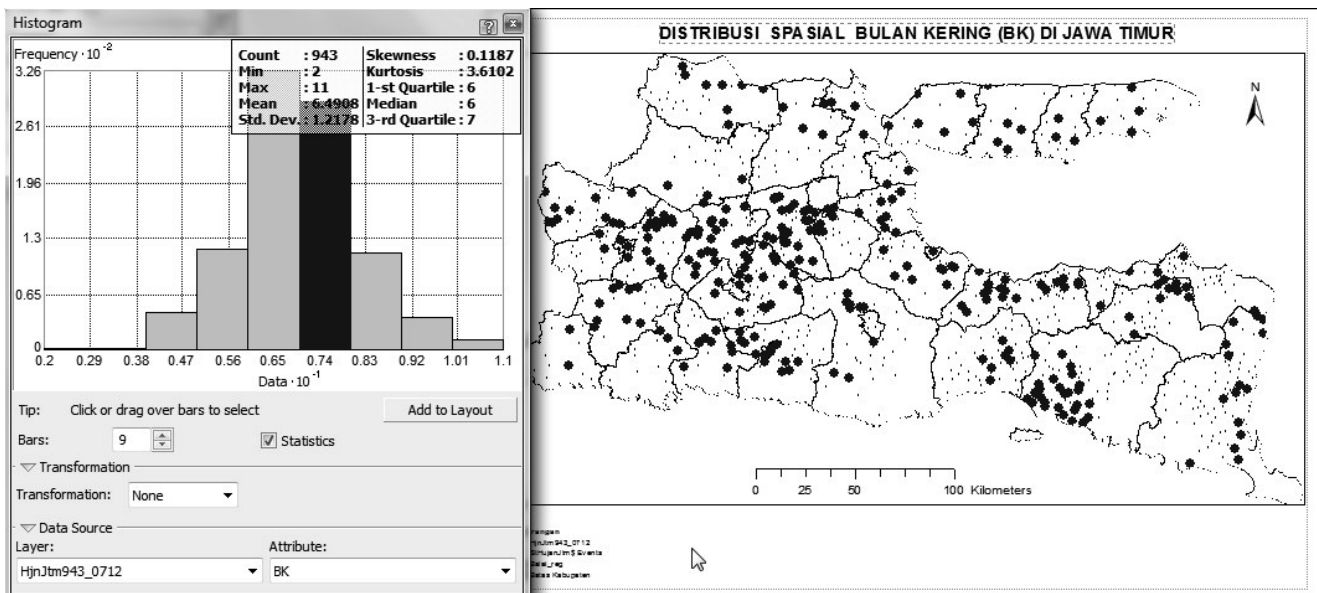 Histogram
Frequency · 10⁻²
Count : 943 Skewness : 0.1187
Min : 2 Kurtosis : 3.6102
Max : 11 1-st Quartile : 6
Mean : 6.4908 Median : 6
Std. Dev. : 1.2178 3-rd Quartile : 7
3.26
2.61
1.96
1.3
0.65
0
0.2 0.29 0.38 0.47 0.56 0.65 0.74 0.83 0.92 1.01 1.1
Data · 10⁻¹
Tip: Click or drag over bars to select
Add to Layout
Bars: 9 Statistics
Transformation
Transformation: None
Data Source
Layer: Attribute:
HjnJtm943_0712 BK
DISTRIBUSI SPASIAL BULAN KERING (BK) DI JAWA TIMUR
N
0 25 50 100 Kilometers
HjnJtm943_0712
Events
Batas Kabupaten